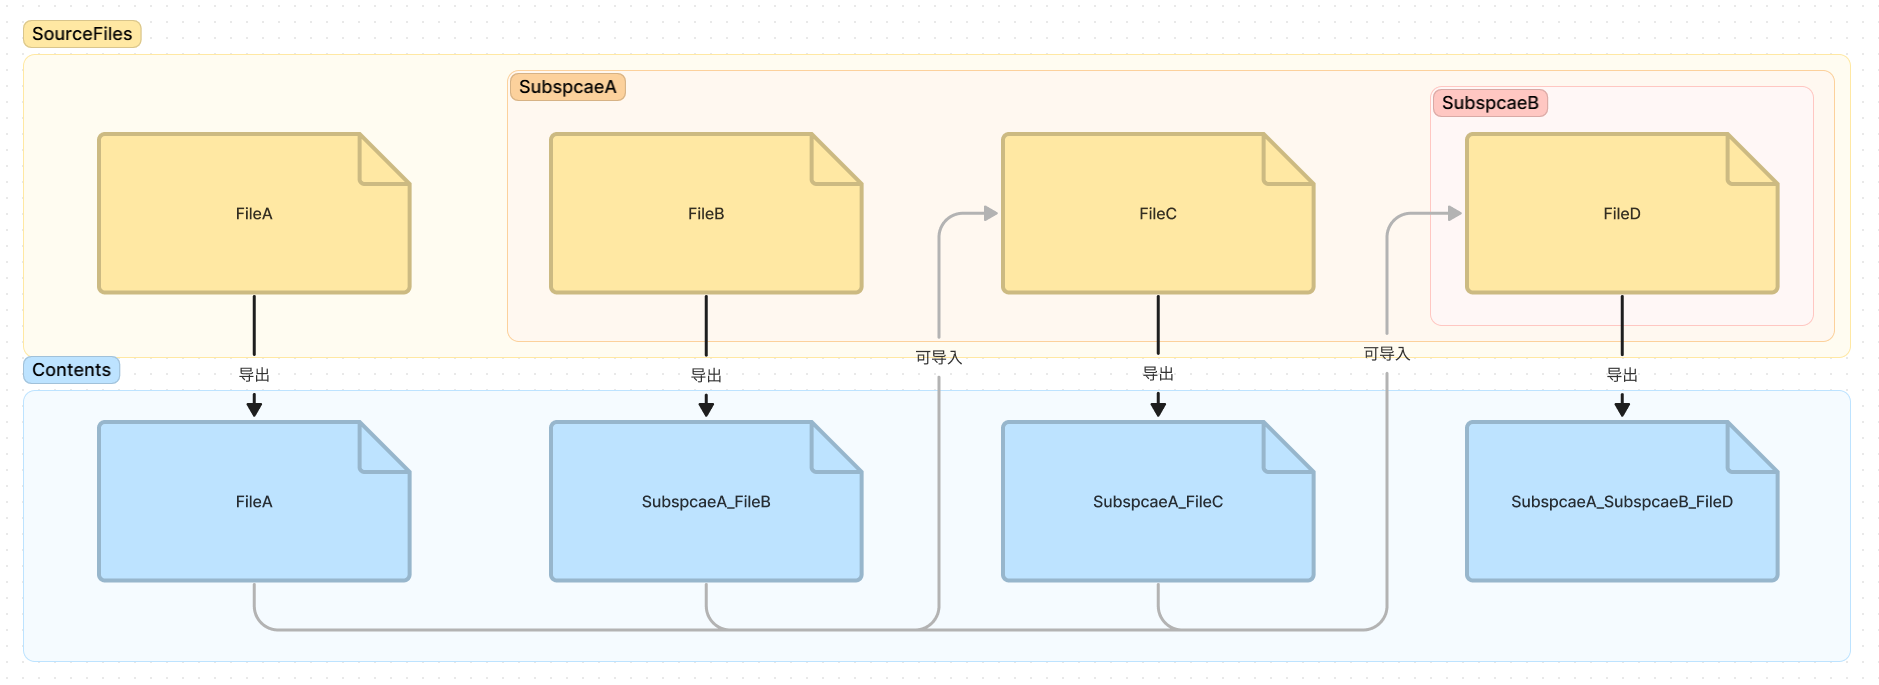 SourceFiles
SubspcaeA
SubspcaeB
FileA
FileB
FileC
FileD
可导入
可导入
Contents
导出
导出
导出
导出
FileA
SubspcaeA_FileB
SubspcaeA_FileC
SubspcaeA_SubspcaeB_FileD